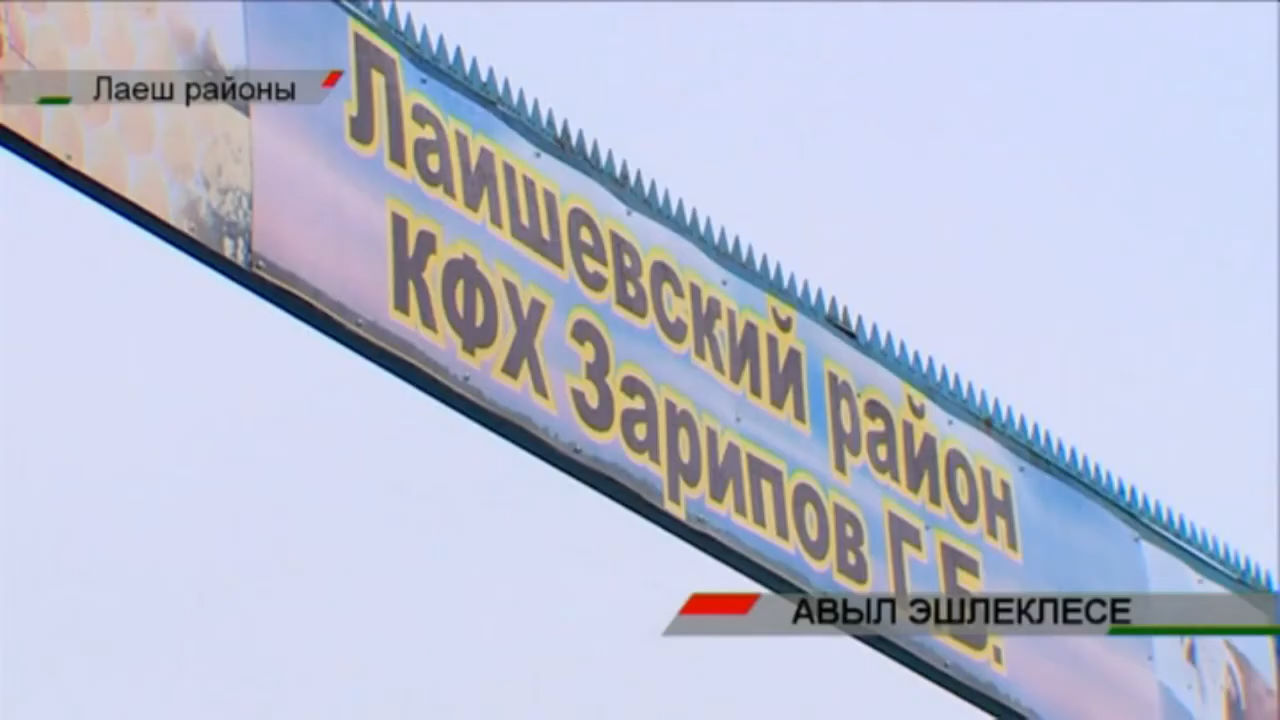 Лаеш районы
Лаишевский район
КФХ Зарипов Г.Б.
АВЫЛ ЭШЛЕКЛЕСЕ